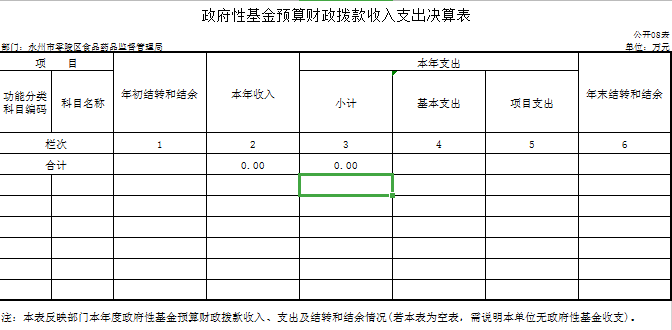 政府性基金预算财政拨款收入支出决算表
公开08表
部门：永州市零陵区食品药品监督管理局 单位：万元
项 目 年初结转和结余 本年收入 本年支出 年末结转和结余
功能分类科目编码 科目名称 小计 基本支出 项目支出
栏次 1 2 3 4 5 6
合计 0.00 0.00
注：本表反映部门本年度政府性基金预算财政拨款收入、支出及结转和结余情况(若本表为空表，需说明本单位无政府性基金收支)。